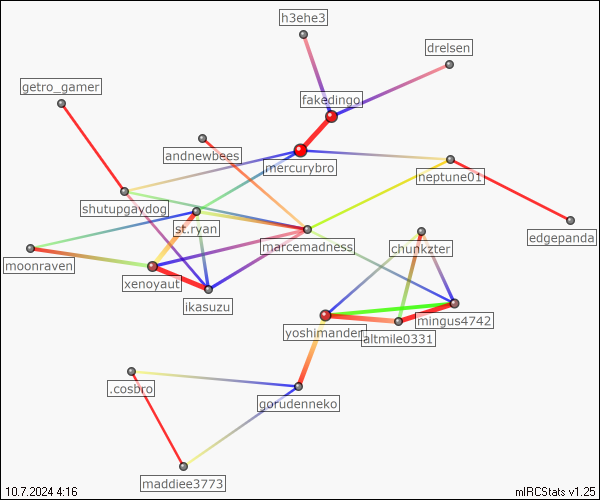 h3ehe3
drelsen
getro_gamer
fakedingo
andnewbees
mercurybro
neptune01
shutupgaydog
st.ryan
edgepanda
marcemadness
chunkzter
moonraven
xenoyaut
ikasuzu
mingus4742
yoshimander
altmile0331
.cosbro
gorudenneko
maddiee3773
10.7.2024 4:16
mIRCStats v1.25